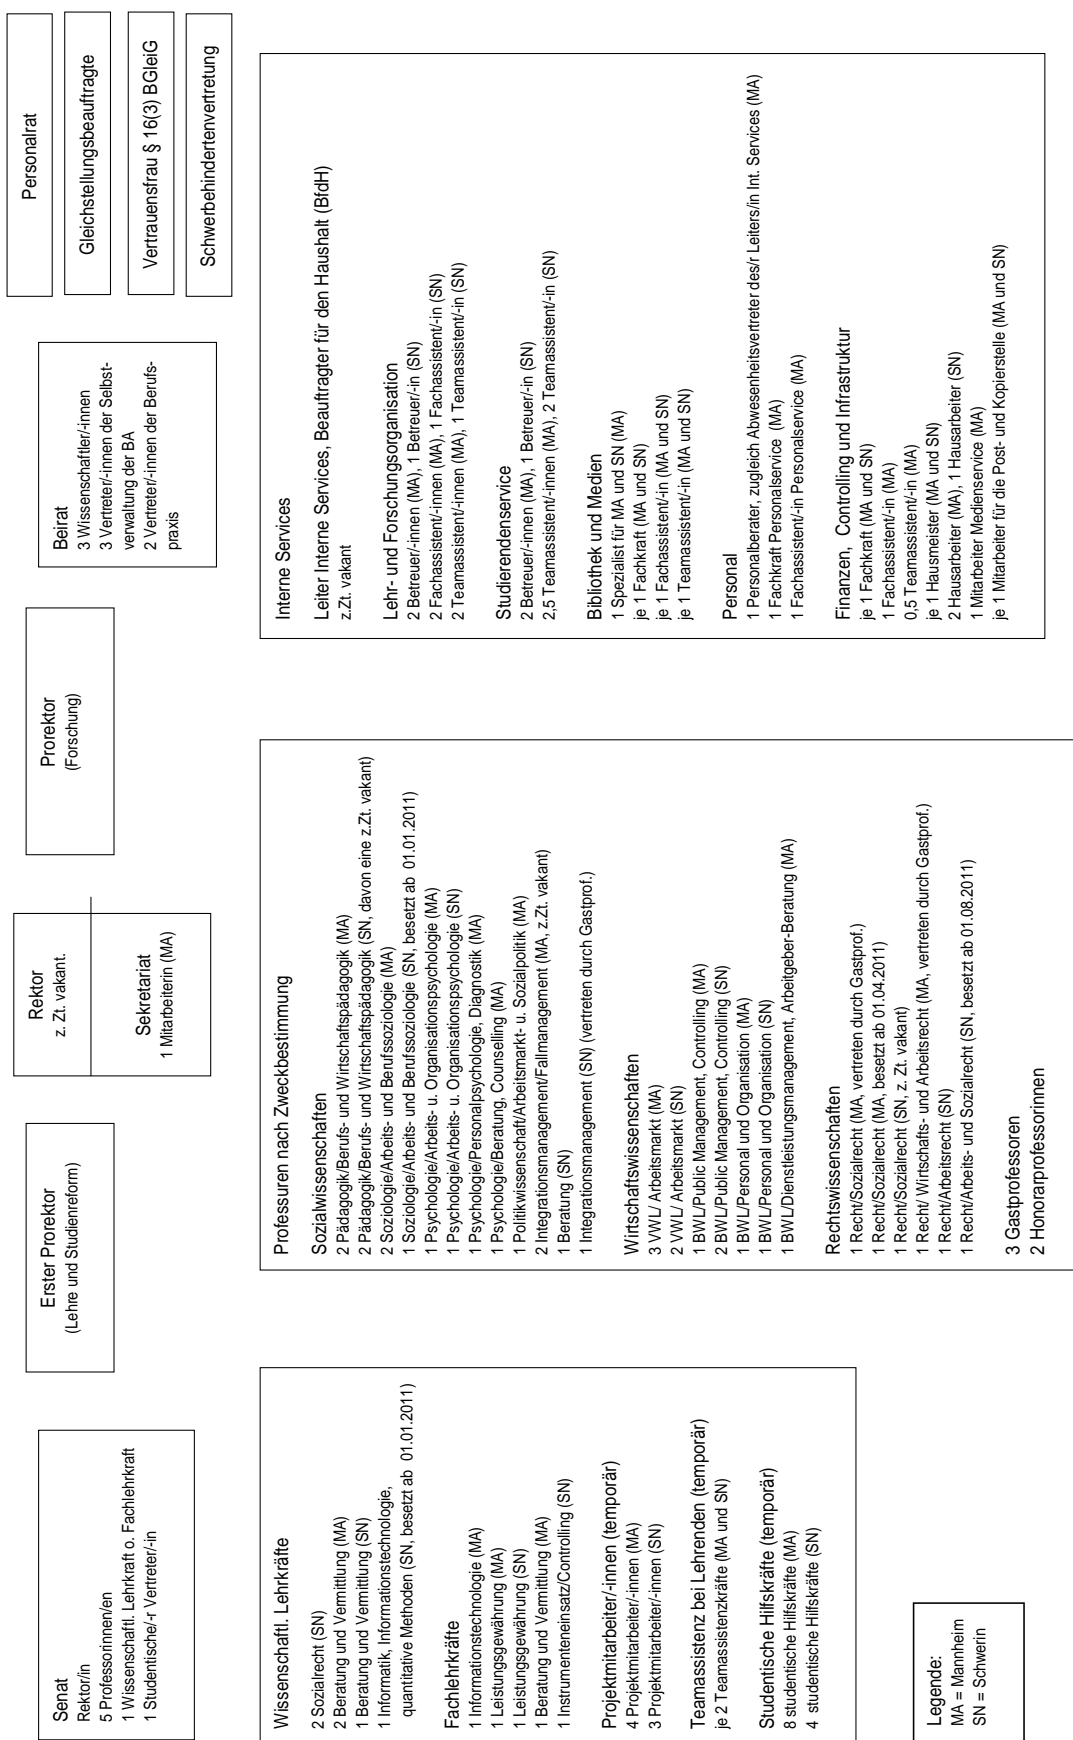 Senat
Rektor/in
5 Professorinnen/en
1 Wissenschaftl. Lehrkraft o. Fachlehrkraft
1 Studentische/-r Vertreter/-in
Erster Prorektor
(Lehre und Studienreform)
Rektor
z. Zt. vakant.
Sekretariat
1 Mitarbeiterin (MA)
Prorektor
(Forschung)
Beirat
3 Wissenschaftler/-innen
3 Vertreter/-innen der Selbst-
verwaltung der BA
2 Vertreter/-innen der Berufs-
praxis
Personalrat
Gleichstellungsbeauftragte
Vertrauensfrau § 16(3) BGleiG
Schwerbehindertenvertretung
Wissenschaftl. Lehrkräfte
2 Sozialrecht (SN)
2 Beratung und Vermittlung (MA)
1 Beratung und Vermittlung (SN)
1 Informatik, Informationstechnologie,
quantitative Methoden (SN, besetzt ab 01.01.2011)
Fachlehrkräfte
1 Informationstechnologie (MA)
1 Leistungsgewährung (MA)
1 Leistungsgewährung (SN)
1 Beratung und Vermittlung (MA)
1 Instrumenteneinsatz/Controlling (SN)
Projektmitarbeiter/-innen (temporär)
4 Projektmitarbeiter/-innen (MA)
3 Projektmitarbeiter/-innen (SN)
Teamassistenz bei Lehrenden (temporär)
je 2 Teamassistenzkräfte (MA und SN)
Studentische Hilfskräfte (temporär)
8 studentische Hilfskräfte (MA)
4 studentische Hilfskräfte (SN)
Legende:
MA = Mannheim
SN = Schwerin
Professuren nach Zweckbestimmung
Sozialwissenschaften
2 Pädagogik/Berufs- und Wirtschaftspädagogik (MA)
2 Pädagogik/Berufs- und Wirtschaftspädagogik (SN, davon eine z.Zt. vakant)
2 Soziologie/Arbeits- und Berufssoziologie (MA)
1 Soziologie/Arbeits- und Berufssoziologie (SN, besetzt ab 01.01.2011)
1 Psychologie/Arbeits- u. Organisationspsychologie (MA)
1 Psychologie/Arbeits- u. Organisationspsychologie (SN)
1 Psychologie/Personalpsychologie, Diagnostik (MA)
1 Psychologie/Beratung, Counselling (MA)
1 Politikwissenschaft/Arbeitsmarkt- u. Sozialpolitik (MA)
2 Integrationsmanagement/Fallmanagement (MA, z.Zt. vakant)
1 Beratung (SN)
1 Integrationsmanagement (SN) (vertreten durch Gastprof.)
Wirtschaftswissenschaften
3 VWL/ Arbeitsmarkt (MA)
2 VWL/ Arbeitsmarkt (SN)
1 BWL/Public Management, Controlling (MA)
2 BWL/Public Management, Controlling (SN)
1 BWL/Personal und Organisation (MA)
1 BWL/Personal und Organisation (SN)
1 BWL/Dienstleistungsmanagement, Arbeitgeber-Beratung (MA)
Rechtswissenschaften
1 Recht/Sozialrecht (MA, vertreten durch Gastprof.)
1 Recht/Sozialrecht (MA, besetzt ab 01.04.2011)
1 Recht/Sozialrecht (SN, z. Zt. vakant)
1 Recht/ Wirtschafts- und Arbeitsrecht (MA, vertreten durch Gastprof.)
1 Recht/Arbeitsrecht (SN)
1 Recht/Arbeits- und Sozialrecht (SN, besetzt ab 01.08.2011)
3 Gastprofessoren
2 Honorarprofessorinnen
Interne Services
Leiter Interne Services, Beauftragter für den Haushalt (BfdH)
z.Zt. vakant
Lehr- und Forschungsorganisation
2 Betreuer/-innen (MA), 1 Betreuer/-in (SN)
2 Fachassistent/-innen (MA), 1 Fachassistent/-in (SN)
2 Teamassistent/-innen (MA), 1 Teamassistent/-in (SN)
Studierendenservice
2 Betreuer/-innen (MA), 1 Betreuer/-in (SN)
2,5 Teamassistent/-innen (MA), 2 Teamassistent/-in (SN)
Bibliothek und Medien
1 Spezialist für MA und SN (MA)
je 1 Fachkraft (MA und SN)
je 1 Fachassistent/-in (MA und SN)
je 1 Teamassistent/-in (MA und SN)
Personal
1 Personalberater, zugleich Abwesenheitsvertreter des/r Leiters/in Int. Services (MA)
1 Fachkraft Personalservice (MA)
1 Fachassistent/-in Personalservice (MA)
Finanzen, Controlling und Infrastruktur
je 1 Fachkraft (MA und SN)
1 Fachassistent/-in (MA)
0,5 Teamassistent/-in (MA)
je 1 Hausmeister (MA und SN)
2 Hausarbeiter (MA), 1 Hausarbeiter (SN)
1 Mitarbeiter Medienservice (MA)
je 1 Mitarbeiter für die Post- und Kopierstelle (MA und SN)